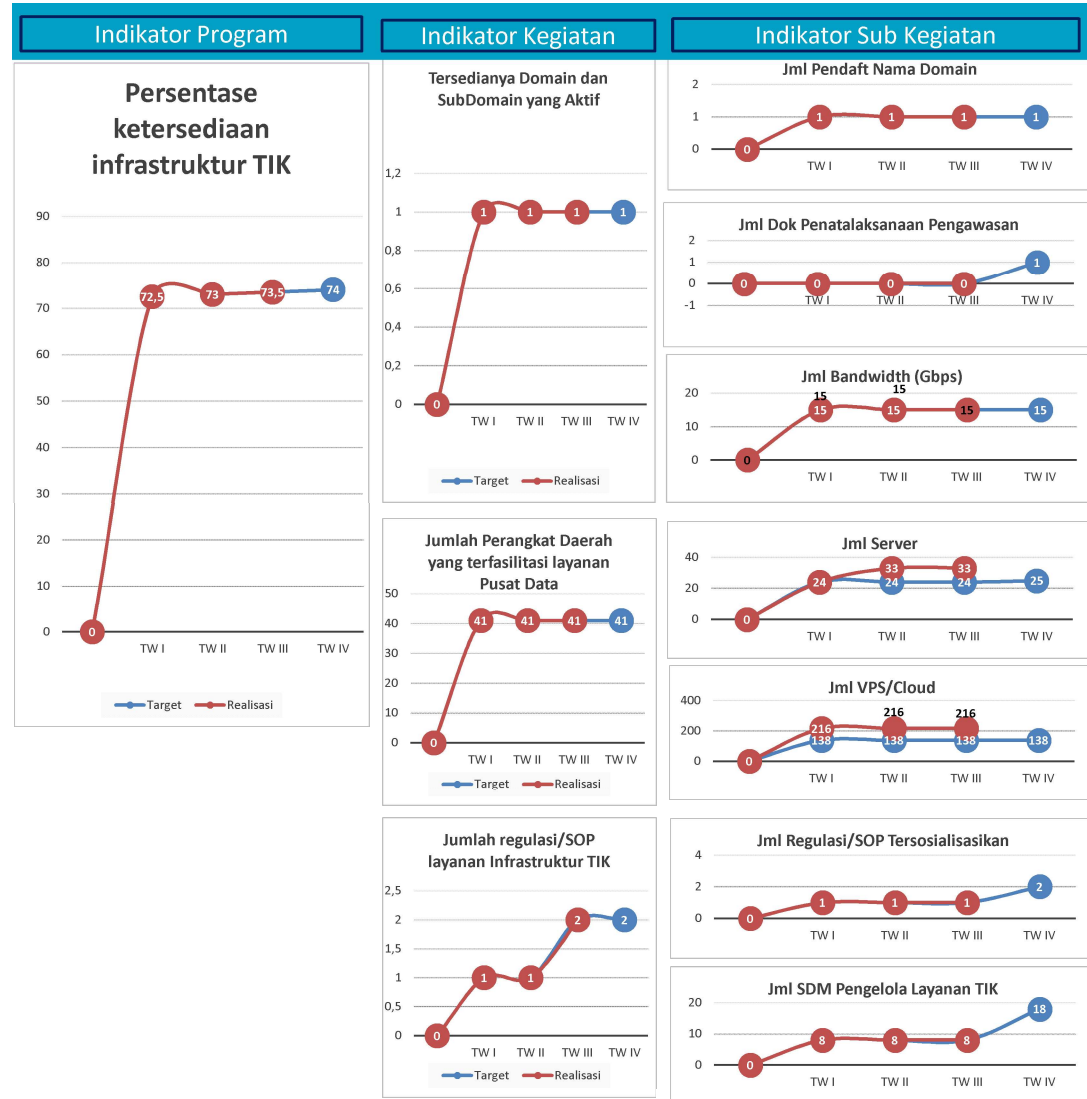 Indikator Program
Indikator Kegiatan
Indikator Sub Kegiatan
Persentase
ketersediaan
infrastruktur TIK
90
80
70
60
50
40
30
20
10
0
0
72,5
73
73,5
74
TW I
TW II
TW III
TW IV
Target
Realisasi
Tersedianya Domain dan
SubDomain yang Aktif
1,2
1
0,8
0,6
0,4
0,2
0
0
1
1
1
1
TW I
TW II
TW III
TW IV
Target
Realisasi
Jumlah Perangkat Daerah
yang terfasilitasi layanan
Pusat Data
50
40
30
20
10
0
0
41
41
41
41
TW I
TW II
TW III
TW IV
Target
Realisasi
Jumlah regulasi/SOP
layanan Infrastruktur TIK
2,5
2
1,5
1
0,5
0
0
1
1
2
2
TW I
TW II
TW III
TW IV
Target
Realisasi
Jml Pendaft Nama Domain
2
1
0
0
1
1
1
1
TW I
TW II
TW III
TW IV
Jml Dok Penatalaksanaan Pengawasan
2
1
0
-1
0
0
0
0
1
TW I
TW II
TW III
TW IV
Jml Bandwidth (Gbps)
20
10
0
15
15
0
15
15
15
15
TW I
TW II
TW III
TW IV
Jml Server
40
20
0
33
33
0
24
24
24
25
TW I
TW II
TW III
TW IV
Jml VPS/Cloud
400
200
0
216
216
216
0
138
138
138
138
TW I
TW II
TW III
TW IV
Jml Regulasi/SOP Tersosialisasikan
4
2
0
0
1
1
1
2
TW I
TW II
TW III
TW IV
Jml SDM Pengelola Layanan TIK
20
10
0
0
8
8
8
18
TW I
TW II
TW III
TW IV